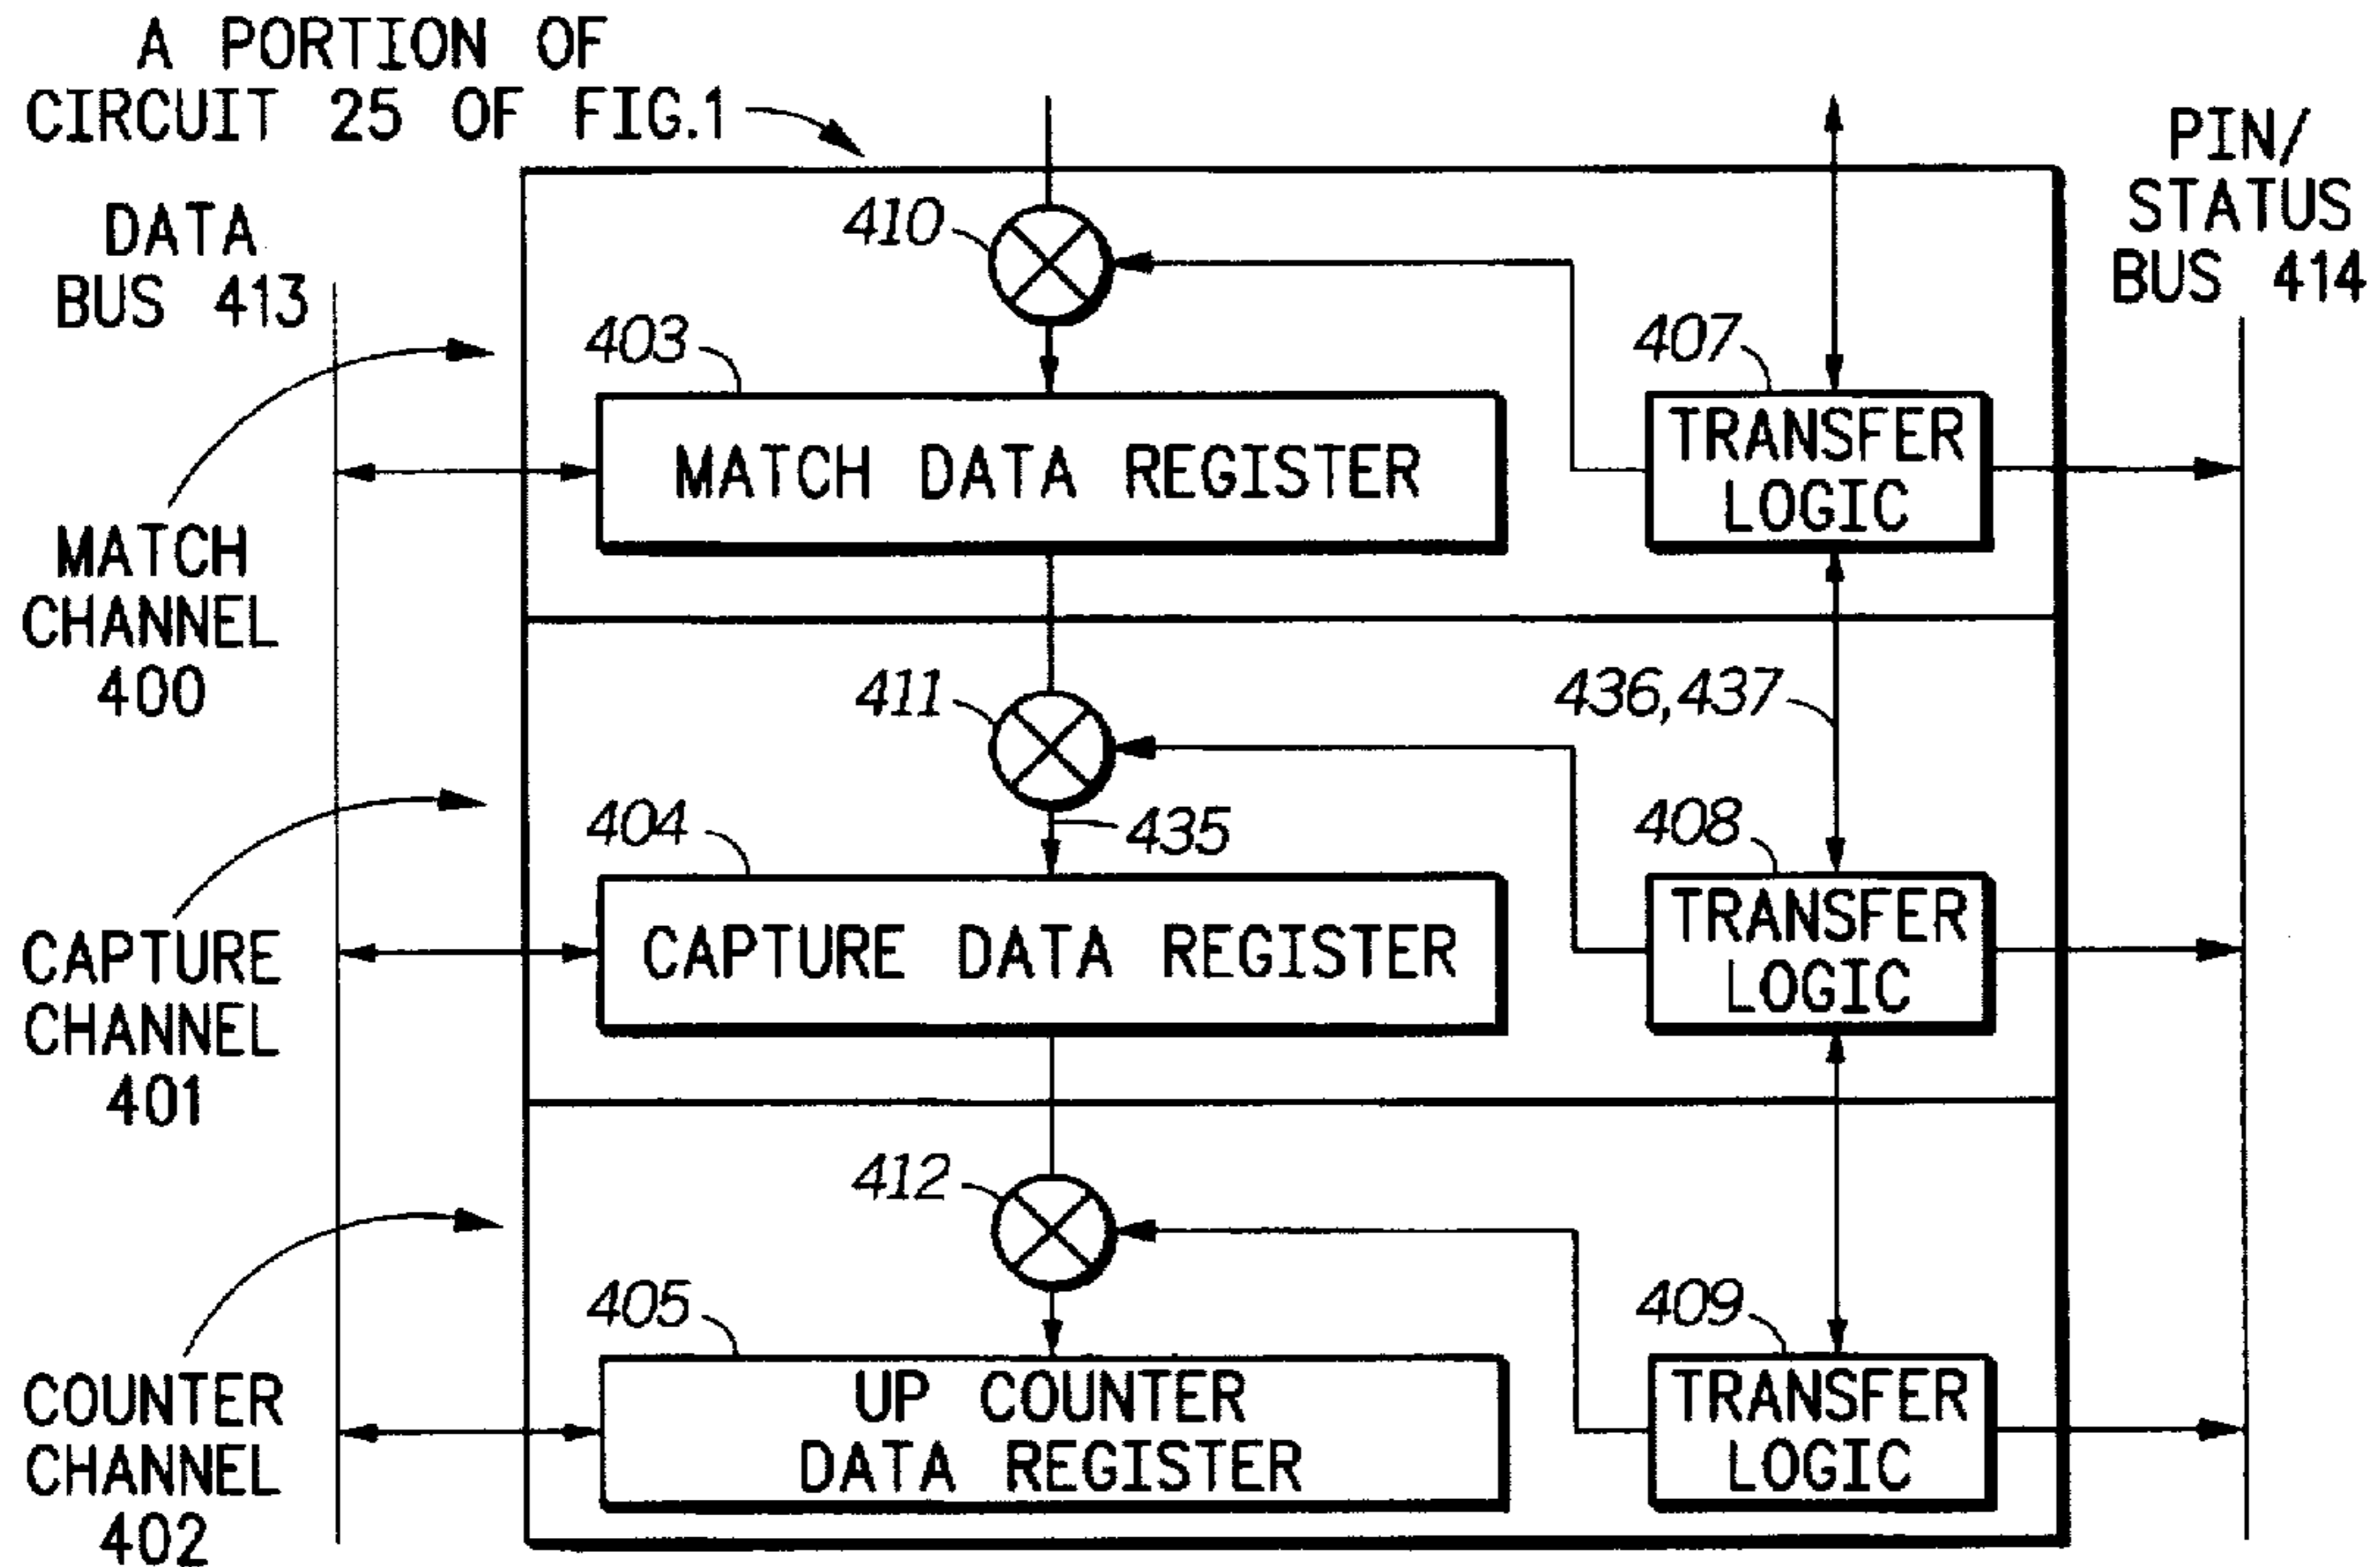 A PORTION OF
CIRCUIT 25 OF FIG.1
DATA
BUS 413
PIN/
STATUS
BUS 414
410
403
407
MATCH DATA REGISTER
TRANSFER
LOGIC
MATCH
CHANNEL
400
411
436,437
435
404
408
CAPTURE DATA REGISTER
TRANSFER
LOGIC
CAPTURE
CHANNEL
401
412
405
409
UP COUNTER
DATA REGISTER
TRANSFER
LOGIC
COUNTER
CHANNEL
402